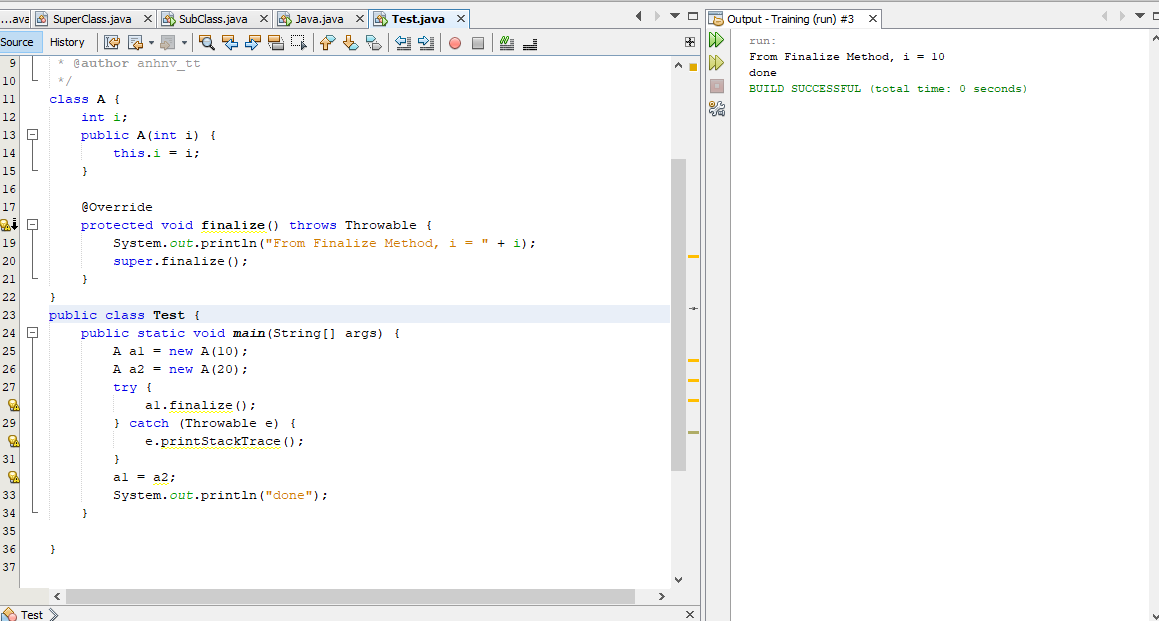 ...ava SuperClass.java SubClass.java Java.java Test.java
Source History
9 * @author anhnv_tt
10 */
11 class A {
12 int i;
13 public A(int i) {
14 this.i = i;
15 }
16
17 @Override
protected void finalize() throws Throwable {
19 System.out.println("From Finalize Method, i = " + i);
20 super.finalize();
21 }
22 }
23 public class Test {
24 public static void main(String[] args) {
25 A a1 = new A(10);
26 A a2 = new A(20);
27 try {
a1.finalize();
29 } catch (Throwable e) {
e.printStackTrace();
31 }
a1 = a2;
33 System.out.println("done");
34 }
35
36 }
37
Test
Output - Training (run) #3
run:
From Finalize Method, i = 10
done
BUILD SUCCESSFUL (total time: 0 seconds)